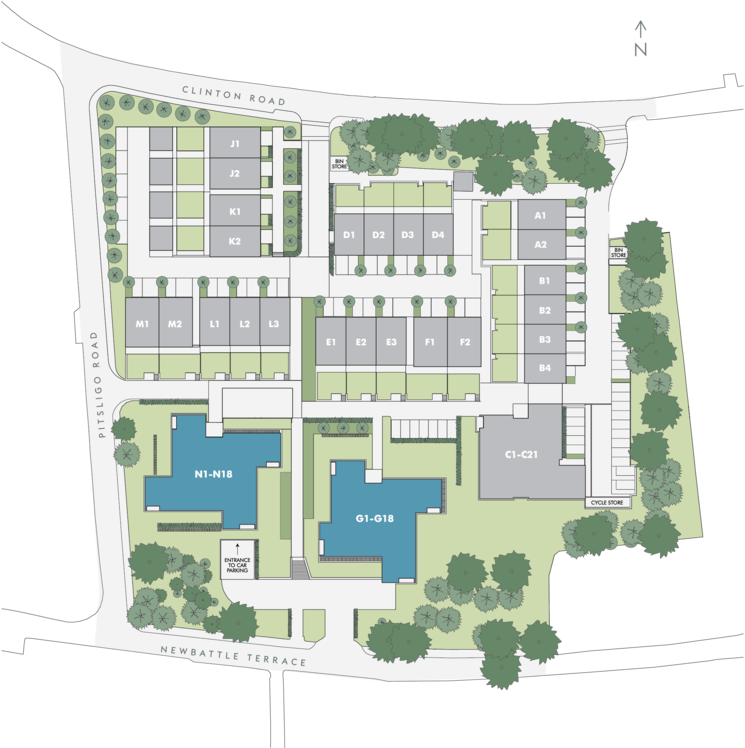 N
CLINTON ROAD
J1
J2
K1
K2
BIN
STORE
D1 D2 D3 D4
A1
A2
BIN
STORE
B1
B2
B3
B4
M1 M2 L1 L2 L3
E1 E2 E3 F1 F2
PITSLIGO ROAD
C1-C21
N1-N18
CYCLE STORE
G1-G18
ENTRANCE
TO CAR
PARKING
NEWBATTLE TERRACE